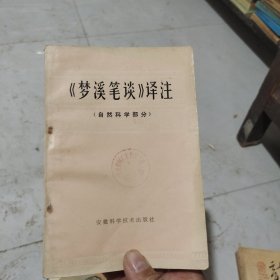 《梦溪笔谈》译注
(自然科学部分)
安徽科学技术出版社